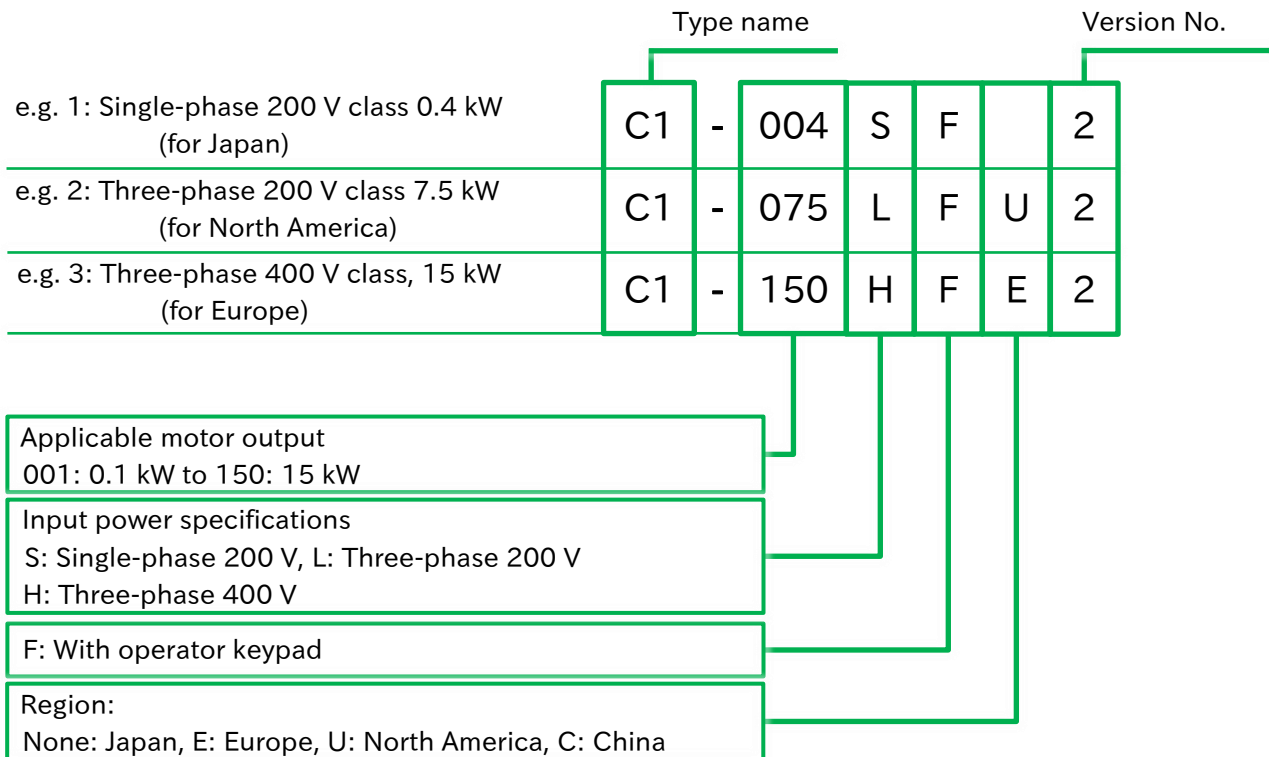 Type name
Version No.
e.g. 1: Single-phase 200 V class 0.4 kW
(for Japan)
C1 - 004 S F 2
e.g. 2: Three-phase 200 V class 7.5 kW
(for North America)
C1 - 075 L F U 2
e.g. 3: Three-phase 400 V class, 15 kW
(for Europe)
C1 - 150 H F E 2
Applicable motor output
001: 0.1 kW to 150: 15 kW
Input power specifications
S: Single-phase 200 V, L: Three-phase 200 V
H: Three-phase 400 V
F: With operator keypad
Region:
None: Japan, E: Europe, U: North America, C: China